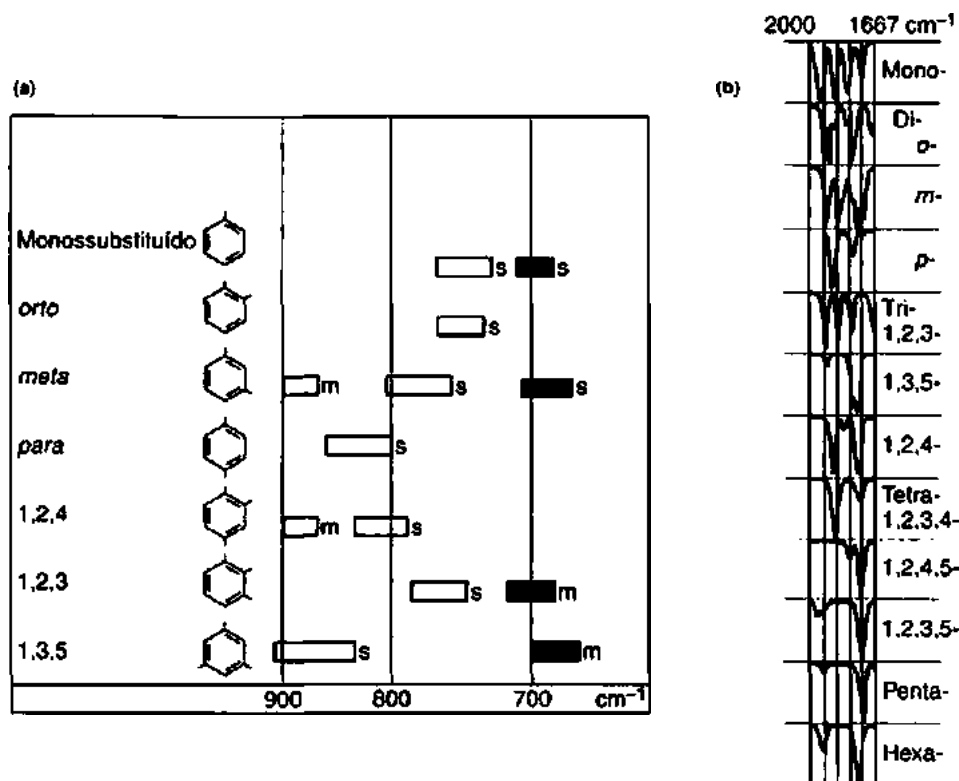 (a)
Monossubstituído s s
orto s
meta m s s
para s
1,2,4 m s
1,2,3 s m
1,3,5 s m
900 800 700 cm⁻¹
(b)
2000 1667 cm⁻¹
Mono-
Di-
o-
m-
p-
Tri-
1,2,3-
1,3,5-
1,2,4-
Tetra-
1,2,3,4-
1,2,4,5-
1,2,3,5-
Penta-
Hexa-